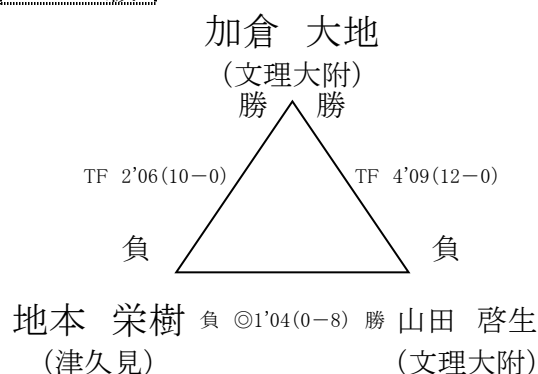 加倉 大地
(文理大附)
勝 勝
TF 2’06(10－0) TF 4’09(12－0)
負 負
地本 栄樹 負 ◎1’04(0－8) 勝 山田 啓生
(津久見) (文理大附)